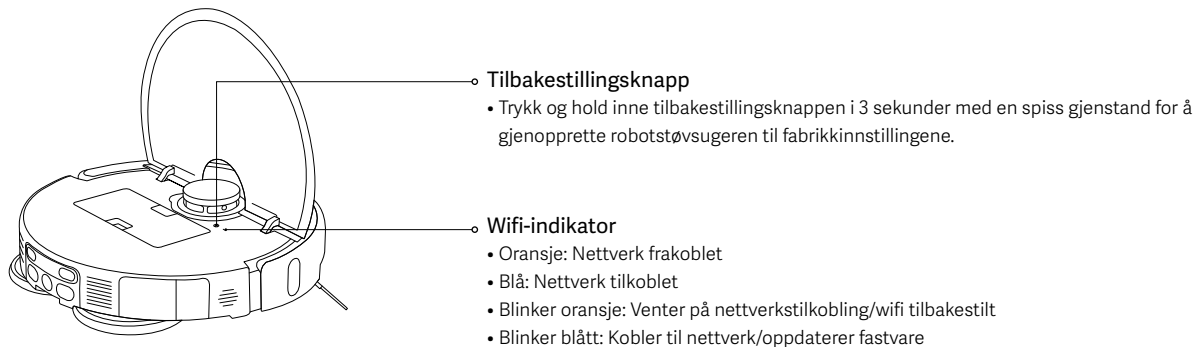 Tilbakestillingsknapp
• Trykk og hold inne tilbakestillingsknappen i 3 sekunder med en spiss gjenstand for å
gjenopprette robotstøvsugeren til fabrikkinnstillingene.
Wifi-indikator
• Oransje: Nettverk frakoblet
• Blå: Nettverk tilkoblet
• Blinker oransje: Venter på nettverkstilkobling/wifi tilbakestilt
• Blinker blått: Kobler til nettverk/oppdaterer fastvare